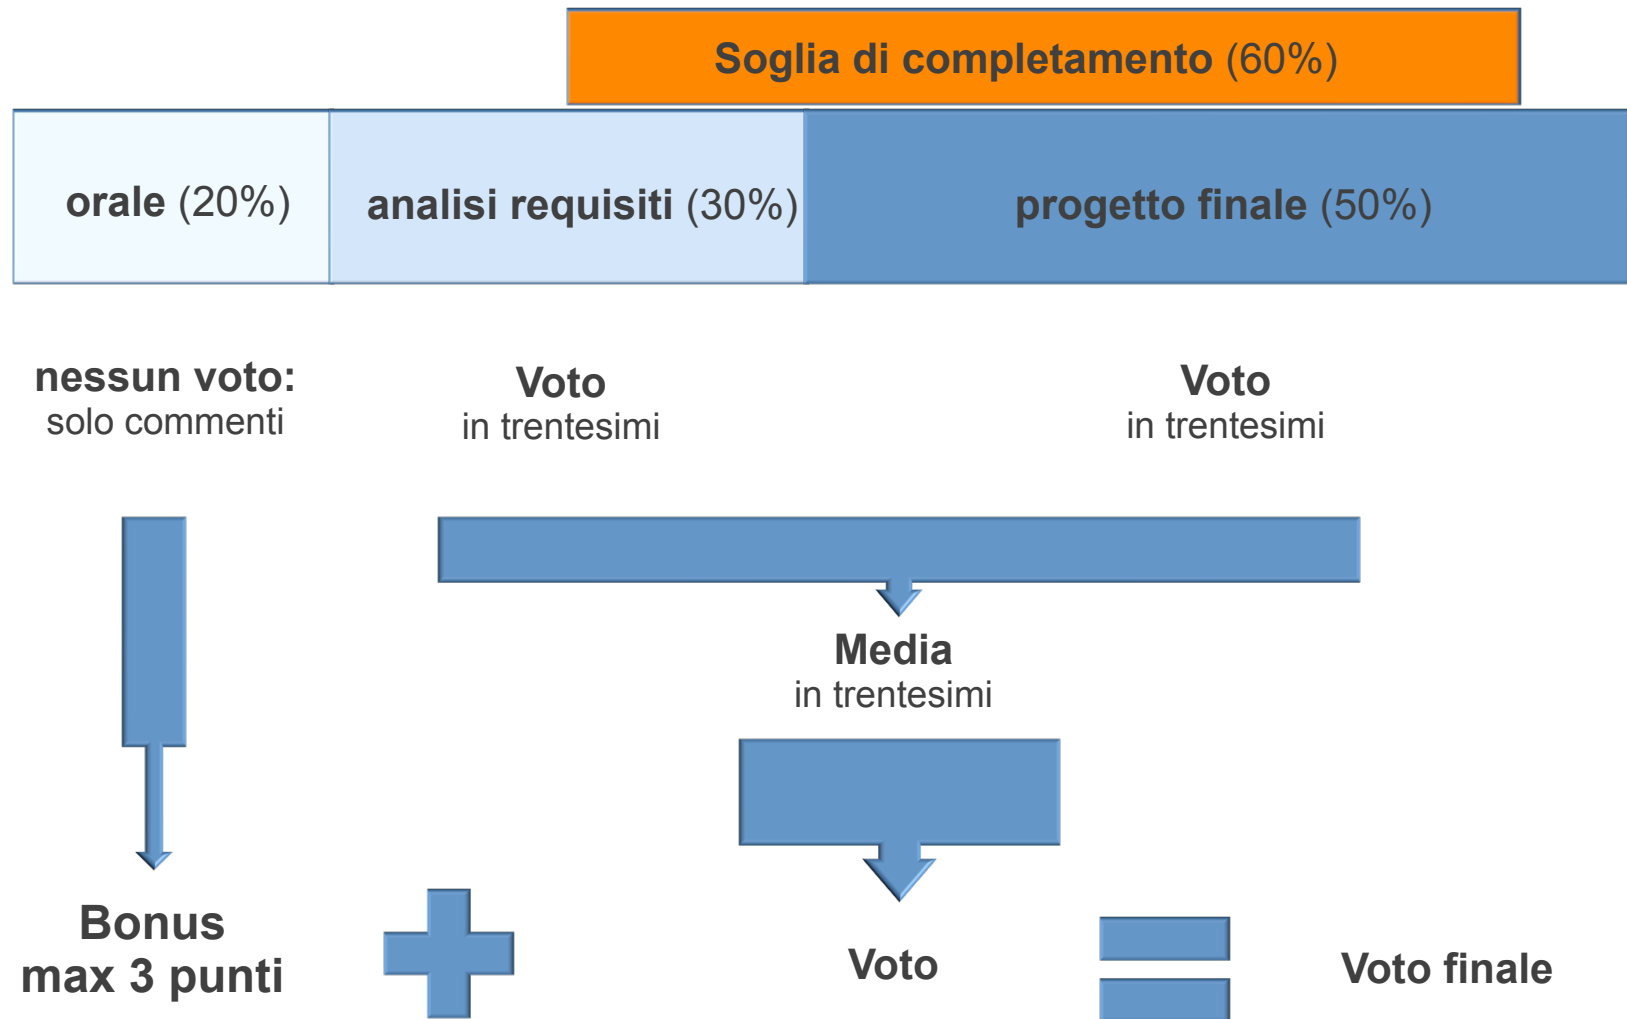 Soglia di completamento (60%)
orale (20%)
analisi requisiti (30%)
progetto finale (50%)
nessun voto:
solo commenti
Voto
in trentesimi
Voto
in trentesimi
Media
in trentesimi
Bonus
max 3 punti
Voto
Voto finale